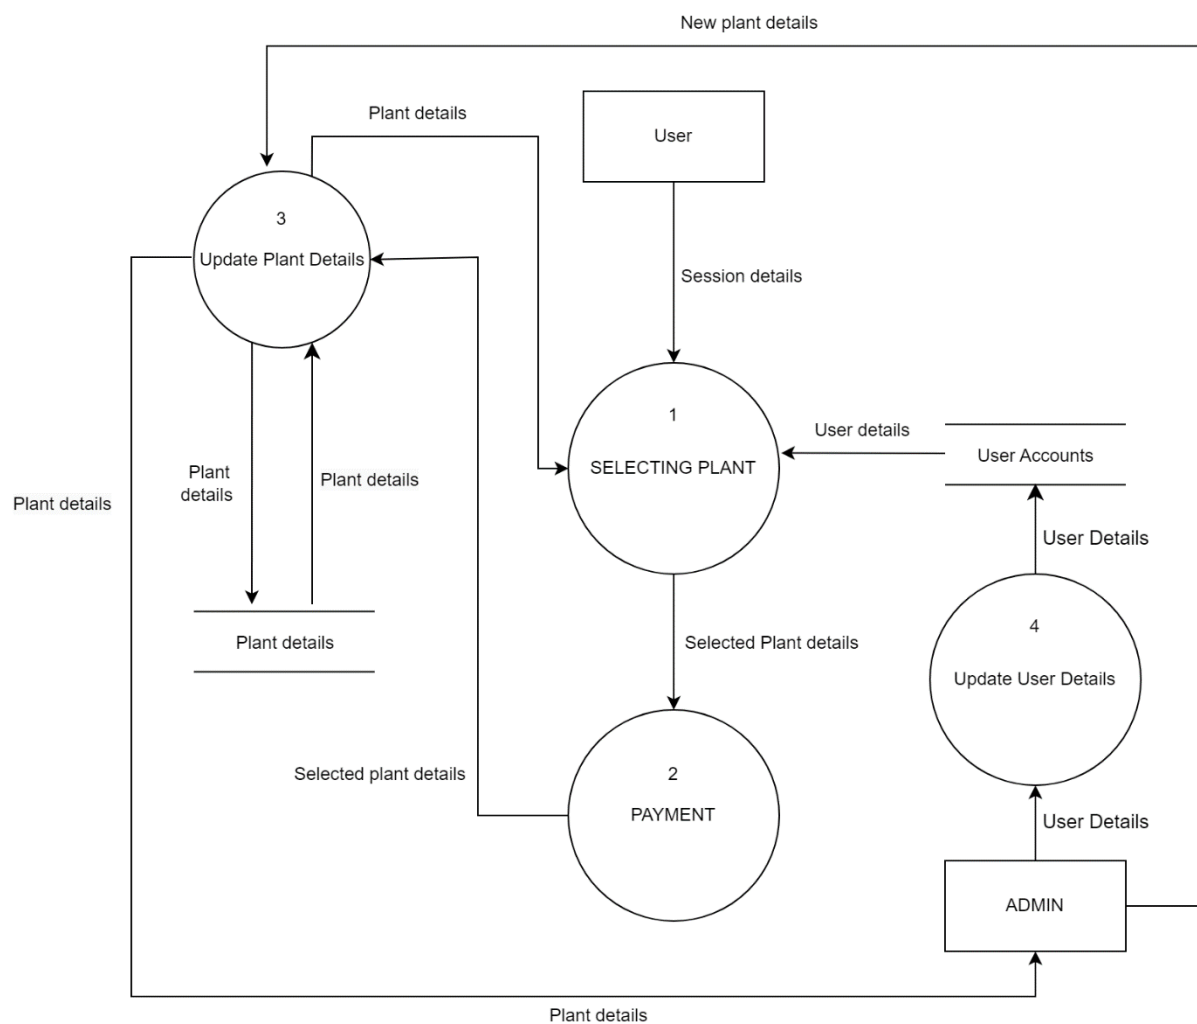 New plant details
Plant details
User
3
Update Plant Details
Session details
1
SELECTING PLANT
User details
User Accounts
Plant
details
Plant details
Plant details
User Details
Plant details
Selected Plant details
4
Update User Details
Selected plant details
2
PAYMENT
User Details
ADMIN
Plant details